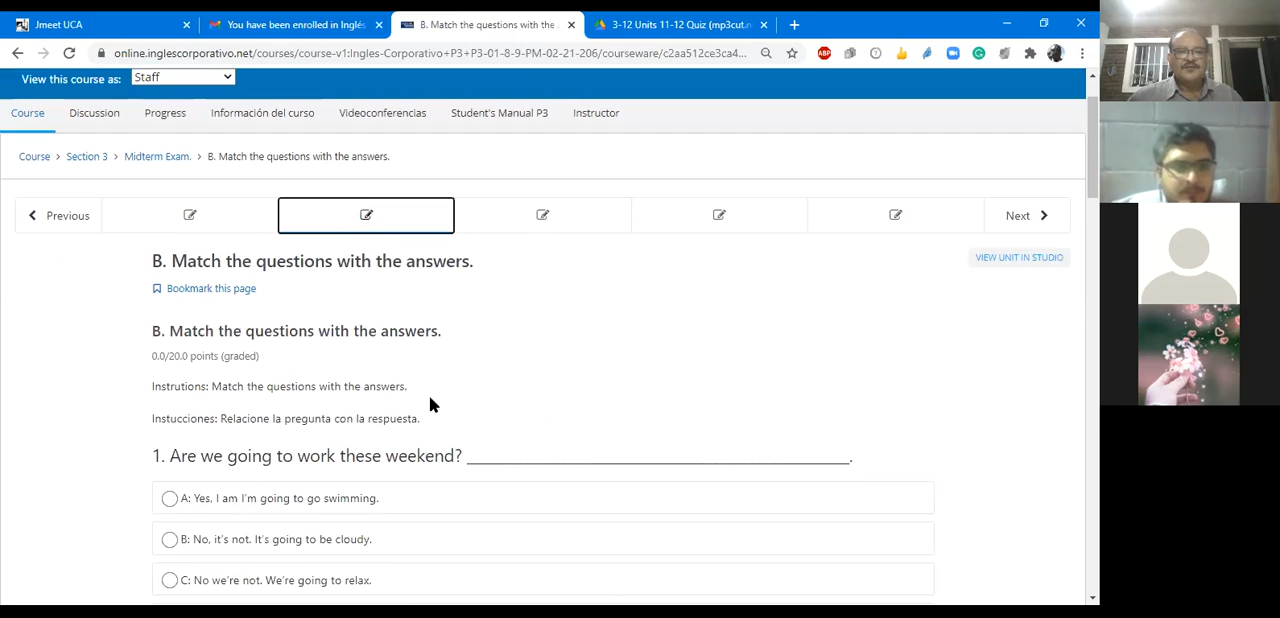 Jmeet UCA
You have been enrolled in Inglés
B. Match the questions with the
3-12 Units 11-12 Quiz (mp3cut.n
online.inglescorporativo.net/courses/course-v1:Ingles-Corporativo+P3+P3-01-8-9-PM-02-21-206/courseware/c2aa512ce3ca4...
View this course as: Staff
Course Discussion Progress Información del curso Videoconferencias Student's Manual P3 Instructor
Course > Section 3 > Midterm Exam. > B. Match the questions with the answers.
Previous Next
B. Match the questions with the answers.
VIEW UNIT IN STUDIO
Bookmark this page
B. Match the questions with the answers.
0.0/20.0 points (graded)
Instrutions: Match the questions with the answers.
Instucciones: Relacione la pregunta con la respuesta.
1. Are we going to work these weekend? ______________________________________.
A: Yes, I am I'm going to go swimming.
B: No, it's not. It's going to be cloudy.
C: No we're not. We're going to relax.